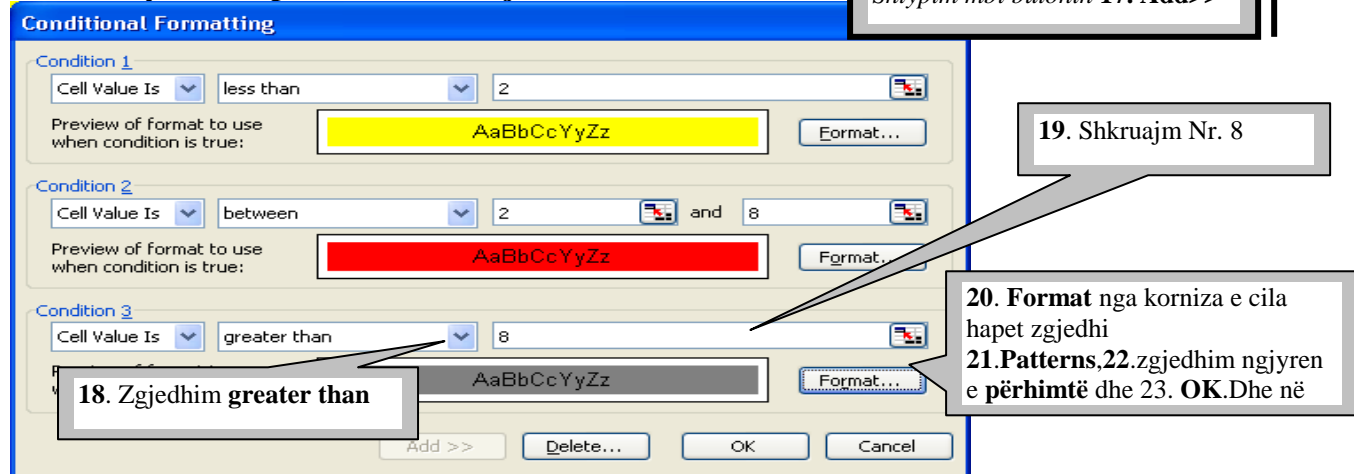 17. Add>>
Conditional Formatting
Condition 1
Cell Value Is less than 2
Preview of format to use
when condition is true:
AaBbCcYyZz
Format...
19. Shkruajm Nr. 8
Condition 2
Cell Value Is between 2 and 8
Preview of format to use
when condition is true:
AaBbCcYyZz
Format...
Condition 3
Cell Value Is greater than 8
AaBbCcYyZz
Format...
18. Zgjedhim greater than
20. Format nga korniza e cila
hapet zgjedhi
21.Patterns,22.zgjedhim ngjyren
e përhimtë dhe 23. OK.Dhe në
Add >> Delete... OK Cancel